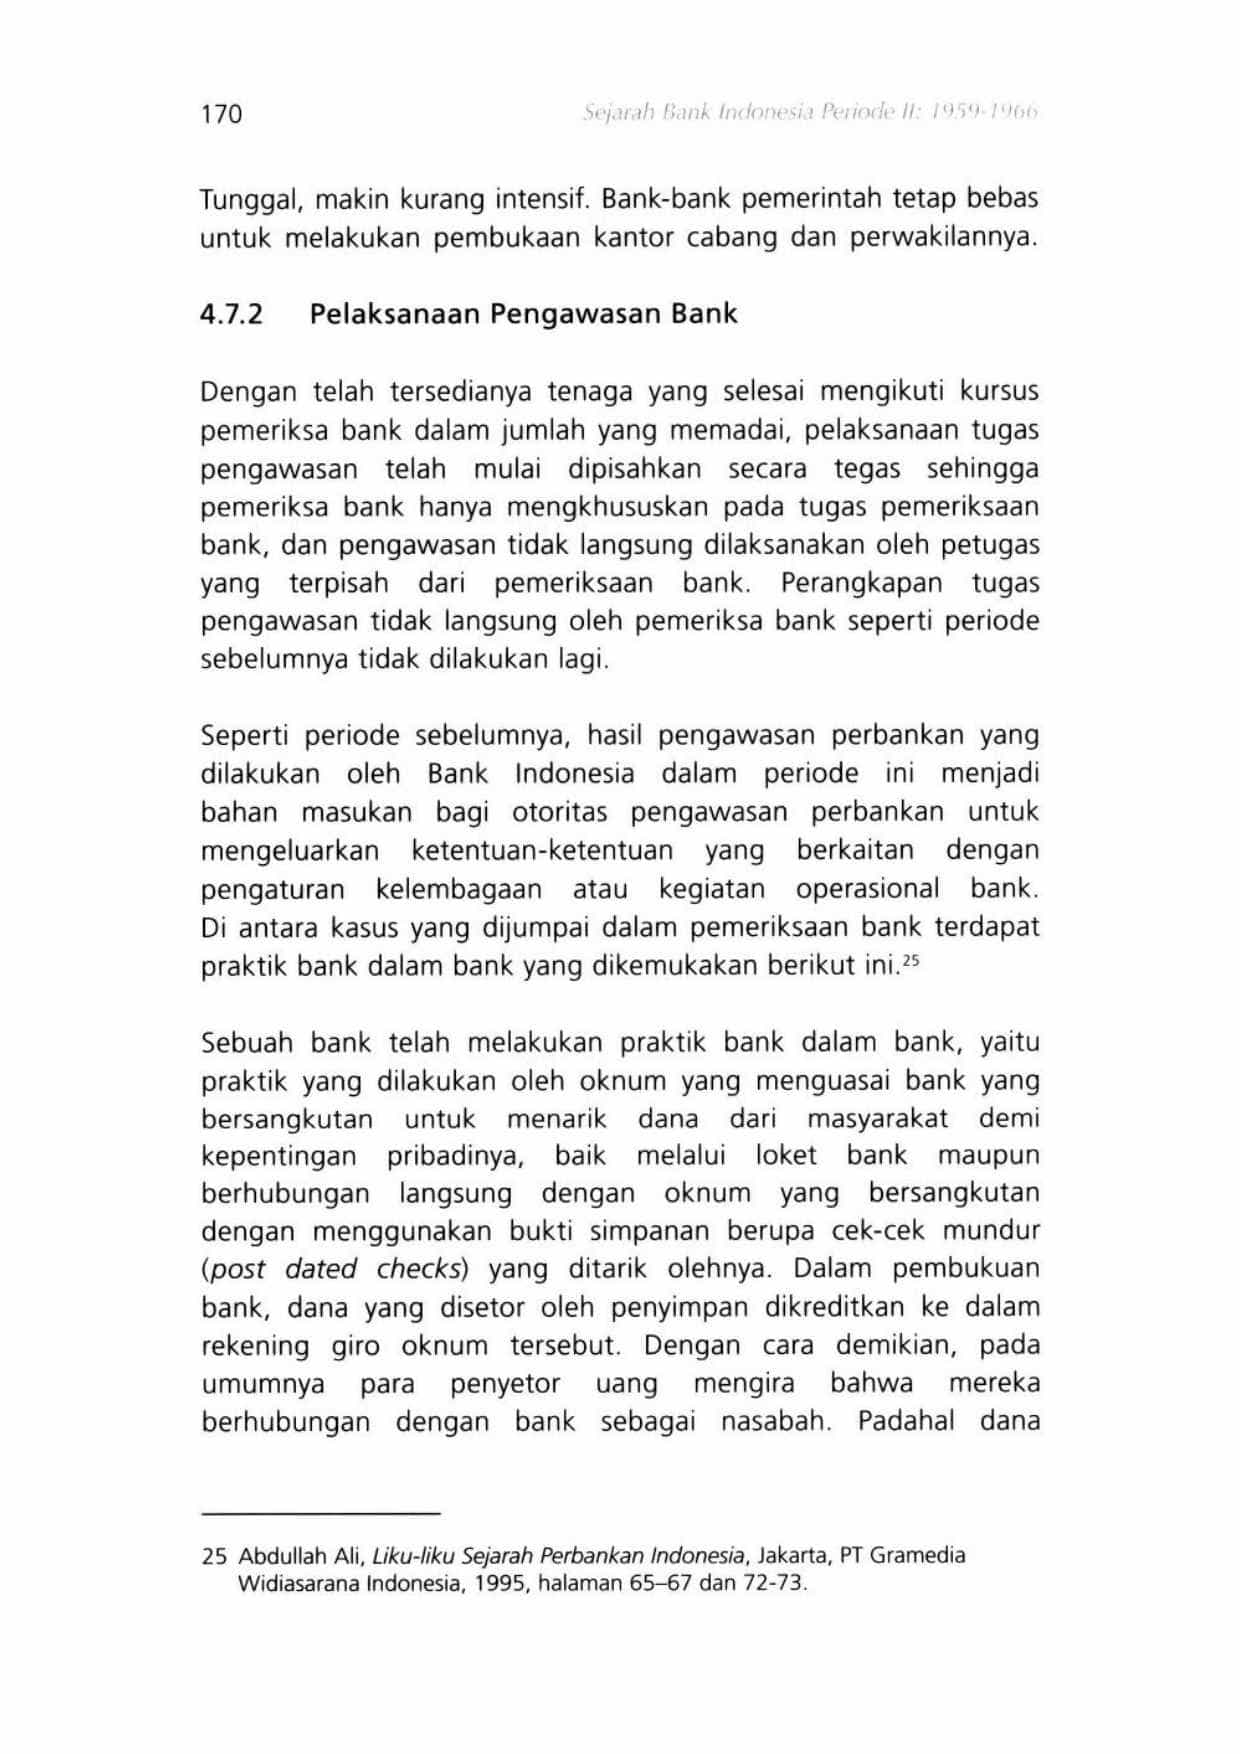 170
Sejarah Bank Indonesia Periode II: 1959-1966
Tunggal, makin kurang intensif. Bank-bank pemerintah tetap bebas
untuk melakukan pembukaan kantor cabang dan perwakilannya.
4.7.2 Pelaksanaan Pengawasan Bank
Dengan telah tersedianya tenaga yang selesai mengikuti kursus
pemeriksa bank dalam jumlah yang memadai, pelaksanaan tugas
pengawasan telah mulai dipisahkan secara tegas sehingga
pemeriksa bank hanya mengkhususkan pada tugas pemeriksaan
bank, dan pengawasan tidak langsung dilaksanakan oleh petugas
yang terpisah dari pemeriksaan bank. Perangkapan tugas
pengawasan tidak langsung oleh pemeriksa bank seperti periode
sebelumnya tidak dilakukan lagi.
Seperti periode sebelumnya, hasil pengawasan perbankan yang
dilakukan oleh Bank Indonesia dalam periode ini menjadi
bahan masukan bagi otoritas pengawasan perbankan untuk
mengeluarkan ketentuan-ketentuan yang berkaitan dengan
pengaturan kelembagaan atau kegiatan operasional bank.
Di antara kasus yang dijumpai dalam pemeriksaan bank terdapat
praktik bank dalam bank yang dikemukakan berikut ini.25
Sebuah bank telah melakukan praktik bank dalam bank, yaitu
praktik yang dilakukan oleh oknum yang menguasai bank yang
bersangkutan untuk menarik dana dari masyarakat demi
kepentingan pribadinya, baik melalui loket bank maupun
berhubungan langsung dengan oknum yang bersangkutan
dengan menggunakan bukti simpanan berupa cek-cek mundur
(post dated checks) yang ditarik olehnya. Dalam pembukuan
bank, dana yang disetor oleh penyimpan dikreditkan ke dalam
rekening giro oknum tersebut. Dengan cara demikian, pada
umumnya para penyetor uang mengira bahwa mereka
berhubungan dengan bank sebagai nasabah. Padahal dana
25 Abdullah Ali, Liku-liku Sejarah Perbankan Indonesia, Jakarta, PT Gramedia
Widiasarana Indonesia, 1995, halaman 65–67 dan 72-73.